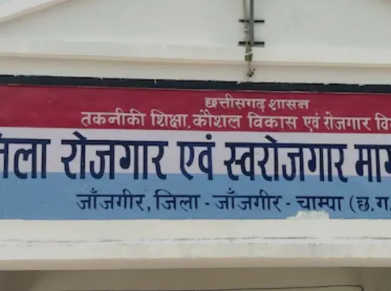 छत्तीसगढ़ शासन
तकनीकी शिक्षा, कौशल विकास एवं रोजगार वि
ला रोजगार एवं स्वरोजगार मा
जाँजगीर, जिला - जाँजगीर - चाम्पा (छ.ग.